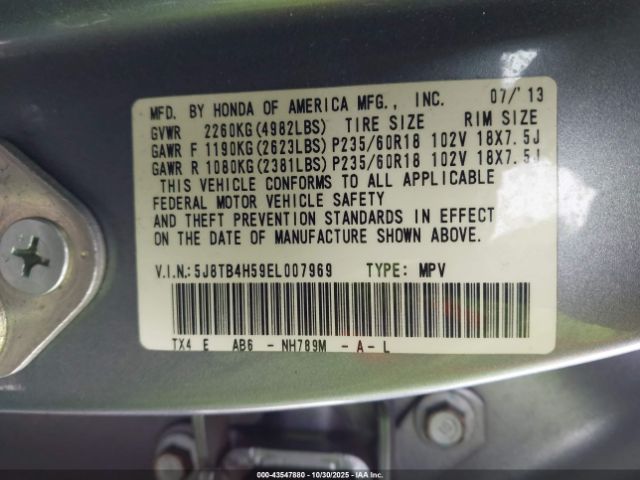 MFD. BY HONDA OF AMERICA MFG., INC. 07/'13
GVWR 2260KG(4982LBS) TIRE SIZE RIM SIZE
GAWR F 1190KG(2623LBS) P235/60R18 102V 18X7.5J
GAWR R 1080KG(2381LBS) P235/60R18 102V 18X7.5J
THIS VEHICLE CONFORMS TO ALL APPLICABLE
FEDERAL MOTOR VEHICLE SAFETY
AND THEFT PREVENTION STANDARDS IN EFFECT
ON THE DATE OF MANUFACTURE SHOWN ABOVE.
V.I.N.:5J8TB4H59EL007969 TYPE: MPV
TX4 E AB6 - NH789M - A - L
000-43547880 | 10/30/2025 | IAA Inc.